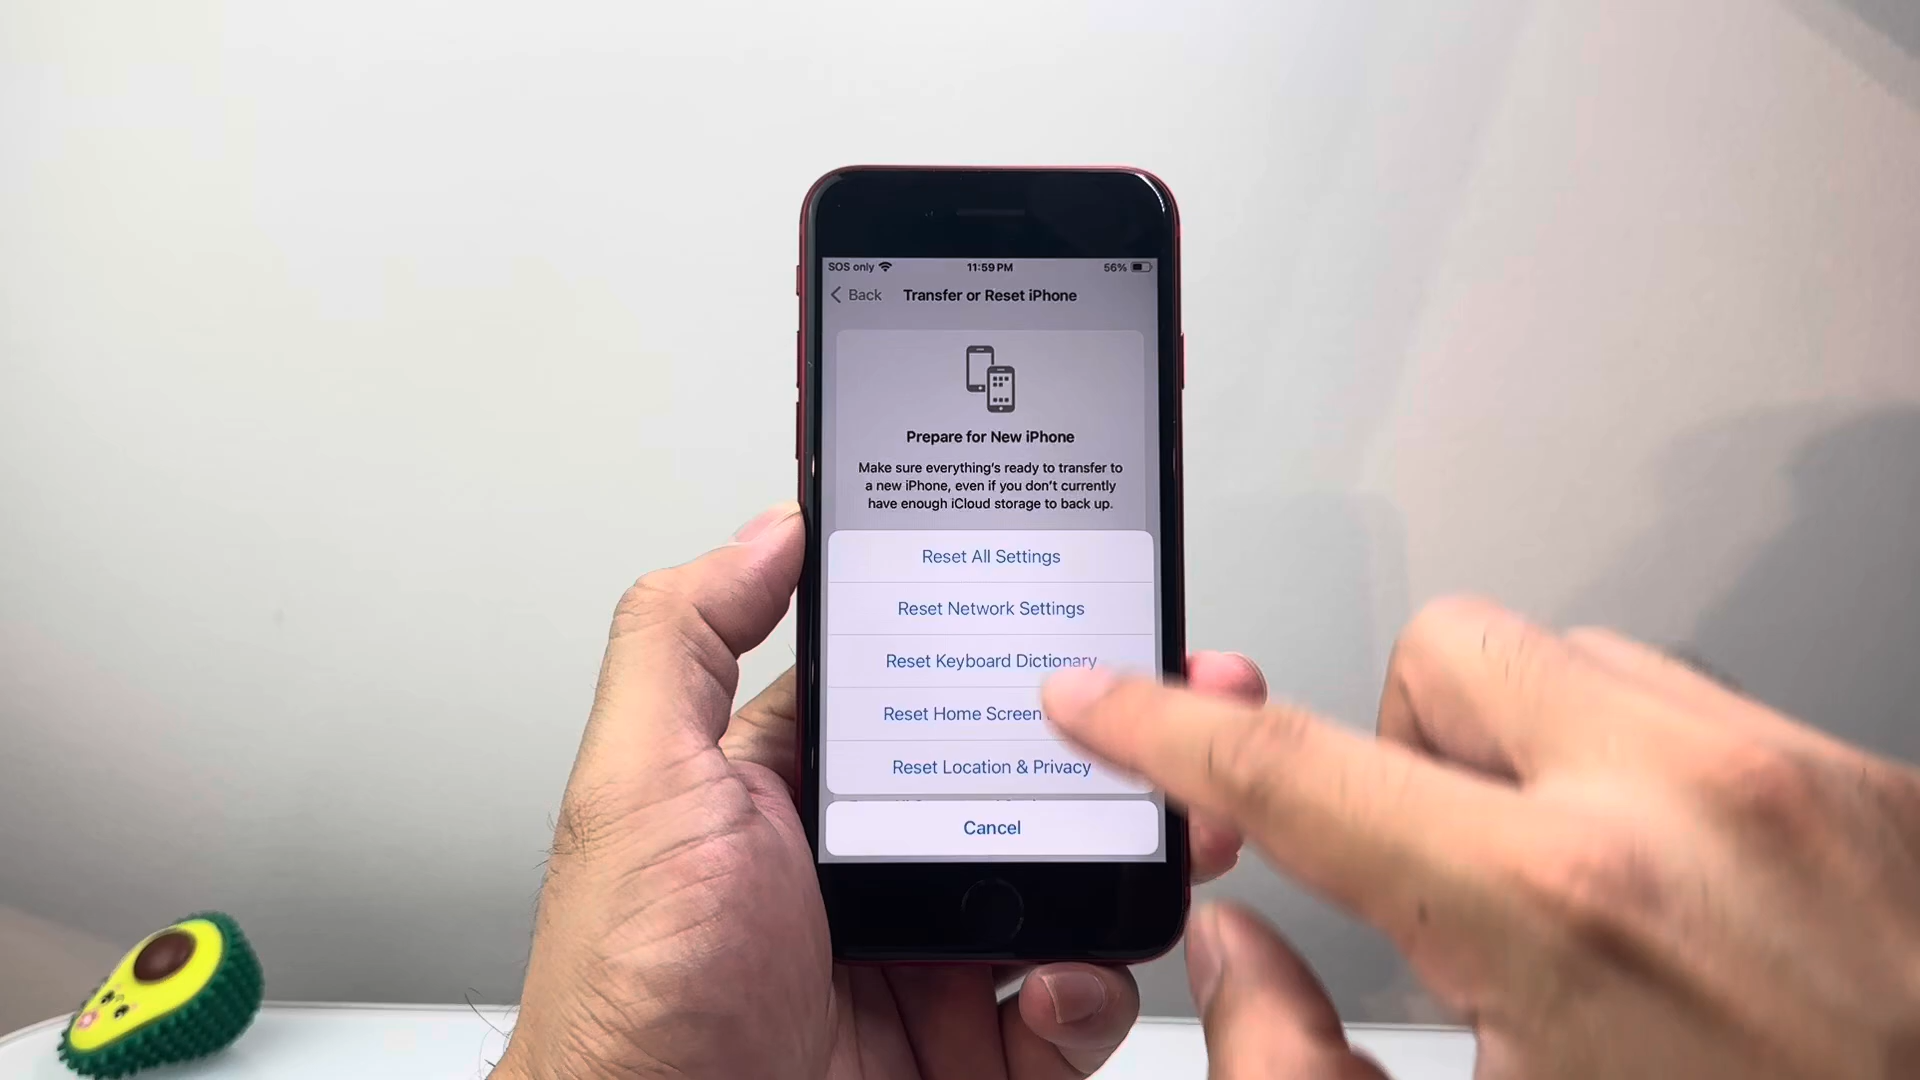 SOS only 11:59 PM 56%
Back Transfer or Reset iPhone
Prepare for New iPhone
Make sure everything's ready to transfer to
a new iPhone, even if you don't currently
have enough iCloud storage to back up.
Reset All Settings
Reset Network Settings
Reset Keyboard Dictionary
Reset Home Screen
Reset Location & Privacy
Cancel